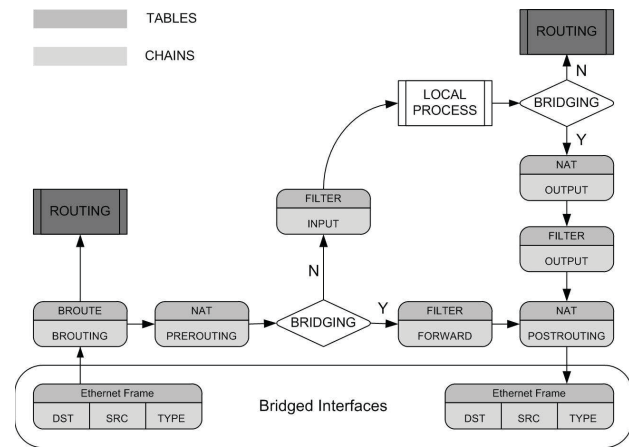 TABLES
CHAINS
ROUTING
N
LOCAL
PROCESS
BRIDGING
Y
NAT
OUTPUT
FILTER
INPUT
ROUTING
FILTER
OUTPUT
N
BROUTE
BROUTING
NAT
PREROUTING
BRIDGING
Y
FILTER
FORWARD
NAT
POSTROUTING
Ethernet Frame
DST SRC TYPE
Bridged Interfaces
Ethernet Frame
DST SRC TYPE